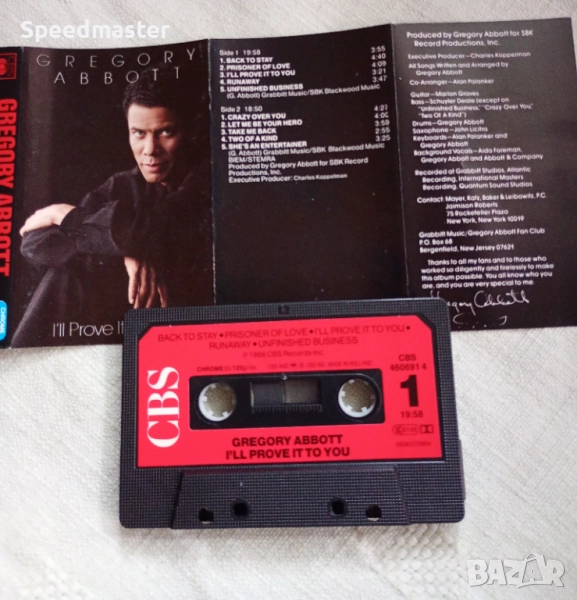 Speedmaster
GREGORY
ABBOTT
GREGORY ABBOTT
I'll Prove It
Side 1 19:58
1. BACK TO STAY 3:55
2. PRISONER OF LOVE 4:40
3. I'LL PROVE IT TO YOU 4:09
4. RUNAWAY 3:21
5. UNFINISHED BUSINESS 3:47
(G. Abbott) Grabbitt Music/SBK Blackwood Music
Side 2 18:50
1. CRAZY OVER YOU 4:27
2. LET ME BE YOUR HERO 4:00
3. TAKE ME BACK 3:59
4. TWO OF A KIND 2:55
5. SHE'S AN ENTERTAINER 3:25
(G. Abbott) Grabbitt Music/SBK Blackwood Music
BIEM/STEMRA
Produced by Gregory Abbott for SBK Record
Productions, Inc.
Executive Producer: Charles Koppelman
Produced by Gregory Abbott for SBK
Record Productions, Inc.
Executive Producer—Charles Koppelman
All Songs Written and Arranged by
Gregory Abbott
Co-Arranger—Alan Palanker
Guitar—Marion Graves
Bass—Schuyler Deale (except on
"Unfinished Business," "Crazy Over You,"
"Two Of A Kind")
Drums—Gregory Abbott
Saxophone—John Licitra
Keyboards—Alan Palanker and
Gregory Abbott
Background Vocals—Aida Foreman,
Gregory Abbott and Abbott & Company
Recorded at Grabbitt Studios, Atlantic
Recording, International Masters
Recording, Quantum Sound Studios
Contact: Mayer, Katz, Baker & Leibowitz, P.C.
Jaimison Roberts
75 Rockefeller Plaza
New York, New York 10019
Grabbitt Music/Gregory Abbott Fan Club
P.O. Box 68
Bergenfield, New Jersey 07621
Thanks to all my fans and to those who
worked so diligently and tirelessly to make
this album possible. You all know who you
are, and you are very special to me.
Gregory Abbott
BACK TO STAY • PRISONER OF LOVE • I'LL PROVE IT TO YOU •
RUNAWAY • UNFINISHED BUSINESS
℗ 1988 CBS Records Inc.
CBS
CHROME
CBS
460691 4
1
19:58
GREGORY ABBOTT
I'LL PROVE IT TO YOU
BAZAR